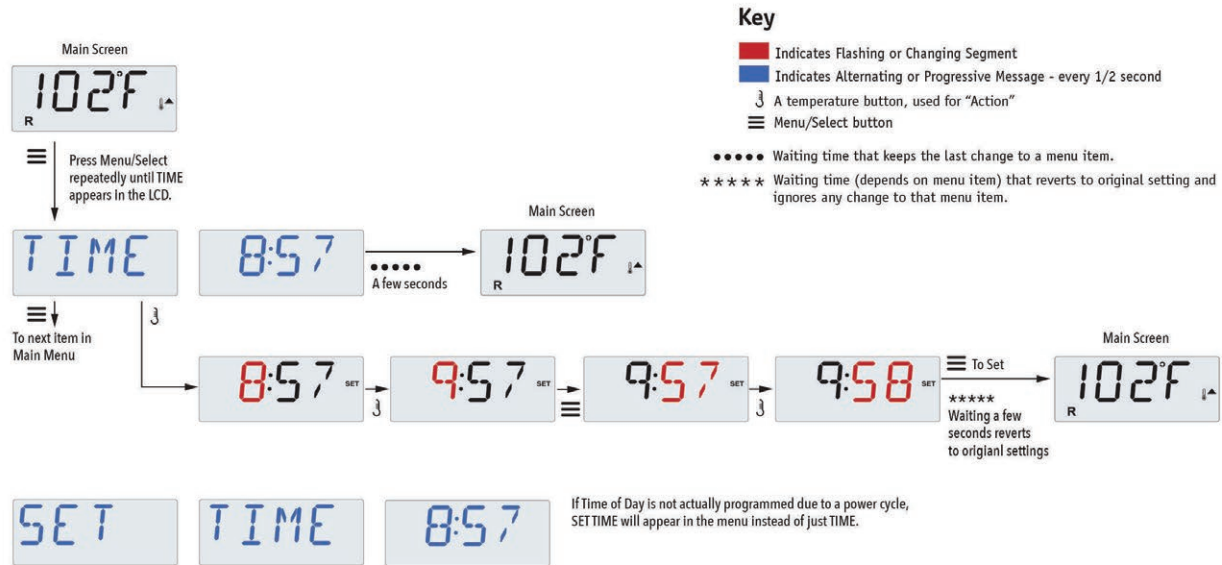 Key
Indicates Flashing or Changing Segment
Indicates Alternating or Progressive Message - every 1/2 second
A temperature button, used for "Action"
Menu/Select button
Waiting time that keeps the last change to a menu item.
***** Waiting time (depends on menu item) that reverts to original setting and
ignores any change to that menu item.
Main Screen
102°F
R
Press Menu/Select
repeatedly until TIME
appears in the LCD.
TIME
8:57
A few seconds
Main Screen
102°F
R
To next item in
Main Menu
8:57 SET
9:57 SET
9:57 SET
9:58 SET
To Set
*****
Waiting a few
seconds reverts
to origianl settings
Main Screen
102°F
R
SET
TIME
8:57
If Time of Day is not actually programmed due to a power cycle,
SET TIME will appear in the menu instead of just TIME.